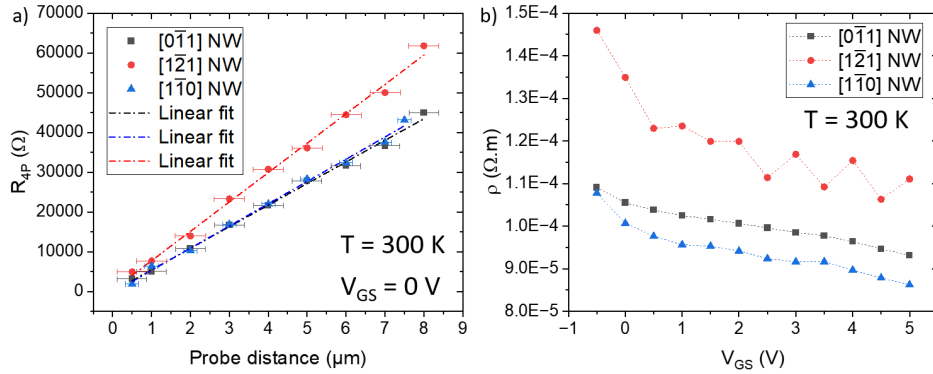 a)
[01̄1] NW
[12̄1] NW
[11̄0] NW
Linear fit
Linear fit
Linear fit
R4P (Ω)
60000
50000
40000
30000
20000
10000
0
T = 300 K
VGS = 0 V
0 1 2 3 4 5 6 7 8 9
Probe distance (μm)
b)
[01̄1] NW
[12̄1] NW
[11̄0] NW
T = 300 K
ρ (Ω.m)
1.5E−4
1.4E−4
1.3E−4
1.2E−4
1.1E−4
1.0E−4
9.0E−5
8.0E−5
−1 0 1 2 3 4 5
VGS (V)